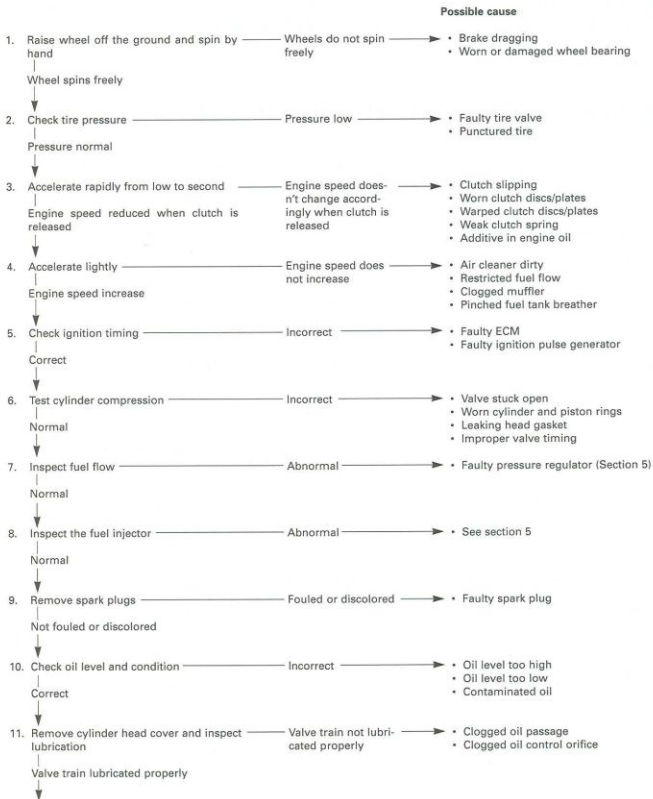 Possible cause
1. Raise wheel off the ground and spin by hand
Wheels do not spin freely
• Brake dragging
• Worn or damaged wheel bearing
Wheel spins freely
2. Check tire pressure
Pressure low
• Faulty tire valve
• Punctured tire
Pressure normal
3. Accelerate rapidly from low to second
Engine speed does-
n't change accord-
ingly when clutch is
released
• Clutch slipping
• Worn clutch discs/plates
• Warped clutch discs/plates
• Weak clutch spring
• Additive in engine oil
Engine speed reduced when clutch is
released
4. Accelerate lightly
Engine speed does
not increase
• Air cleaner dirty
• Restricted fuel flow
• Clogged muffler
• Pinched fuel tank breather
Engine speed increase
5. Check ignition timing
Incorrect
• Faulty ECM
• Faulty ignition pulse generator
Correct
6. Test cylinder compression
Incorrect
• Valve stuck open
• Worn cylinder and piston rings
• Leaking head gasket
• Improper valve timing
Normal
7. Inspect fuel flow
Abnormal
• Faulty pressure regulator (Section 5)
Normal
8. Inspect the fuel injector
Abnormal
• See section 5
Normal
9. Remove spark plugs
Fouled or discolored
• Faulty spark plug
Not fouled or discolored
10. Check oil level and condition
Incorrect
• Oil level too high
• Oil level too low
• Contaminated oil
Correct
11. Remove cylinder head cover and inspect
lubrication
Valve train not lubri-
cated properly
• Clogged oil passage
• Clogged oil control orifice
Valve train lubricated properly